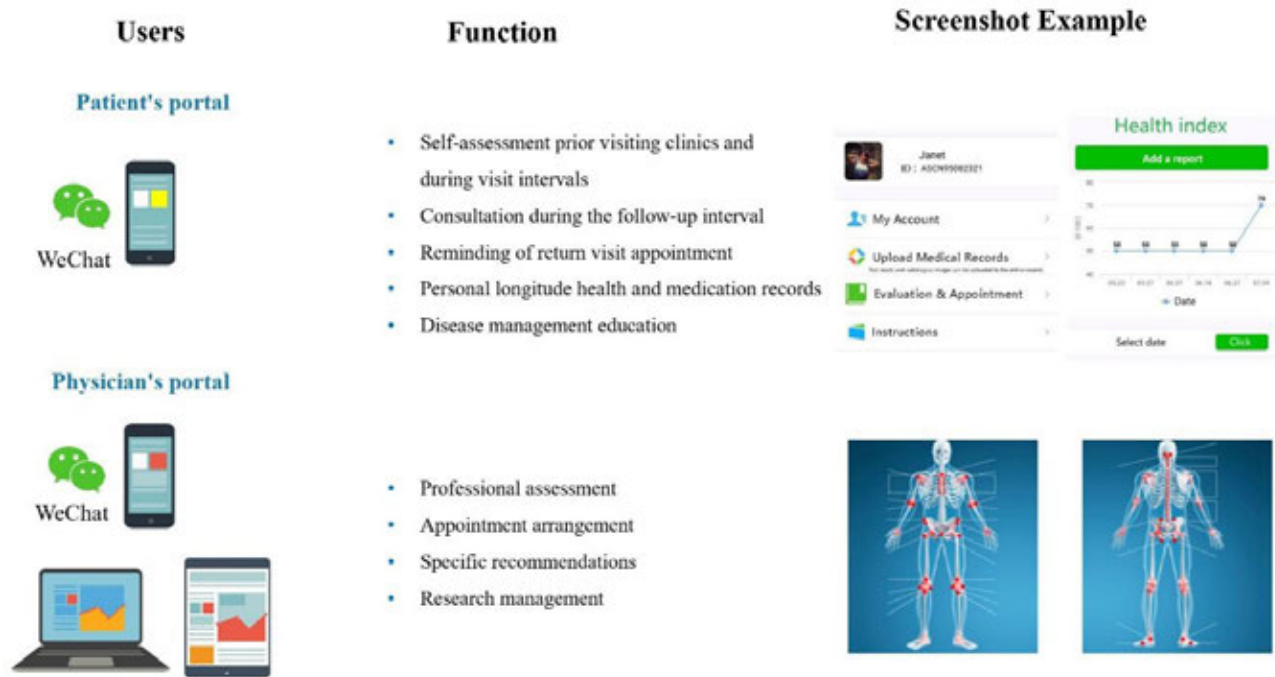 Users
Function
Screenshot Example
Patient's portal
WeChat
• Self-assessment prior visiting clinics and
during visit intervals
• Consultation during the follow-up interval
• Reminding of return visit appointment
• Personal longitude health and medication records
• Disease management education
Janet
My Account
Upload Medical Records
Evaluation & Appointment
Instructions
Health index
Add a report
Date
Select date
Click
Physician's portal
WeChat
• Professional assessment
• Appointment arrangement
• Specific recommendations
• Research management